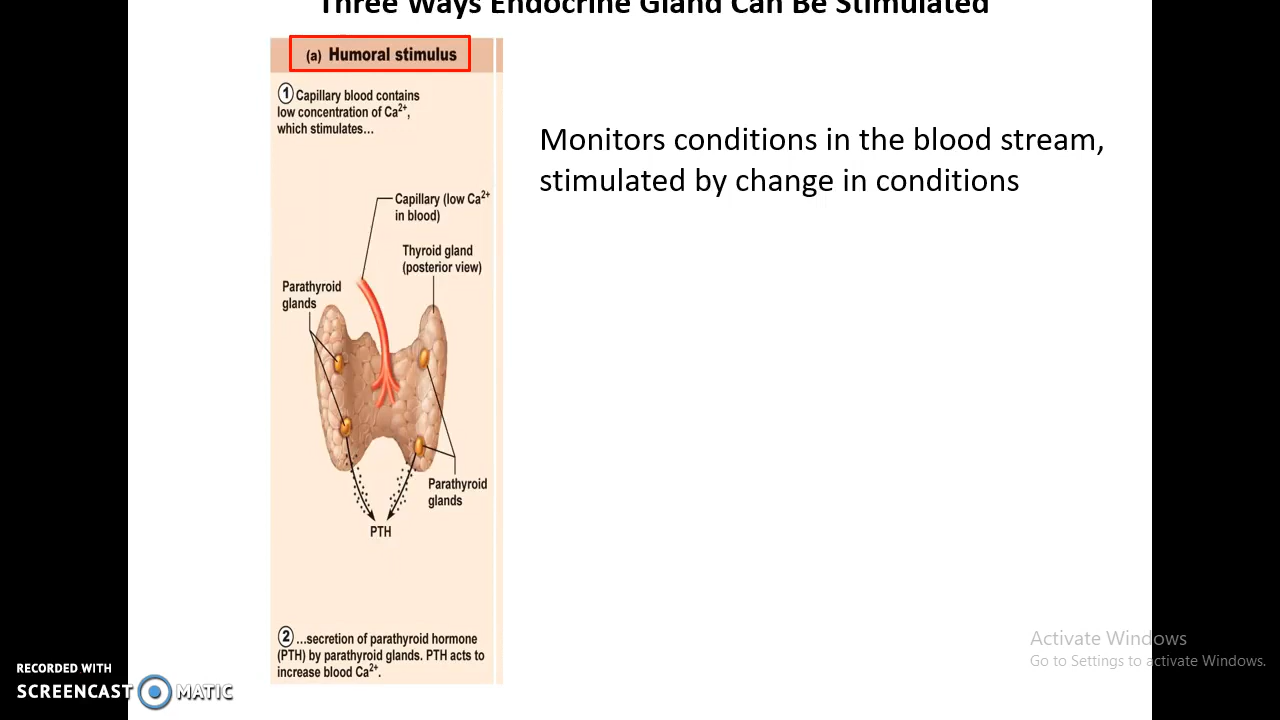 Three Ways Endocrine Gland Can Be Stimulated
(a) Humoral stimulus
1 Capillary blood contains
low concentration of Ca2+,
which stimulates…
Monitors conditions in the blood stream,
stimulated by change in conditions
Capillary (low Ca2+
in blood)
Thyroid gland
(posterior view)
Parathyroid
glands
Parathyroid
glands
PTH
2 …secretion of parathyroid hormone
(PTH) by parathyroid glands. PTH acts to
increase blood Ca2+.
Activate Windows
Go to Settings to activate Windows.
RECORDED WITH
SCREENCAST MATIC